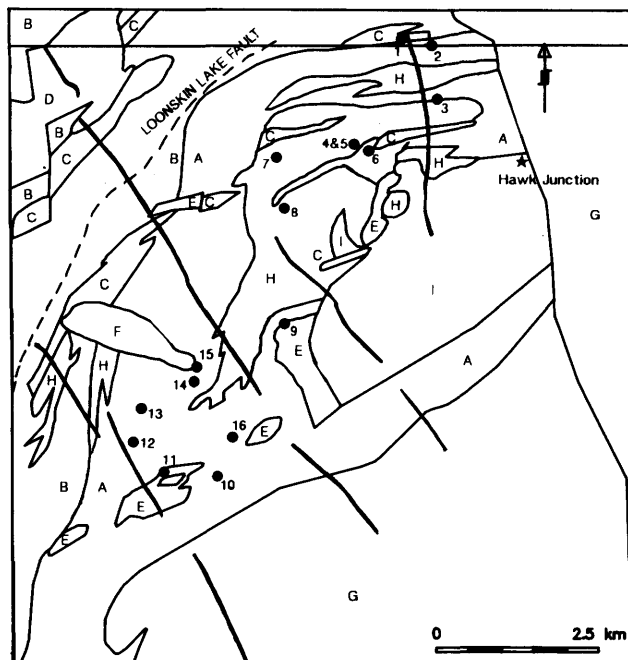 B
C
C
1
2
B
D
LOONSKIN LAKE FAULT
H
3
B
C
C
4&5
C
A
7
6
B
A
H
Hawk Junction
B
C
E
C
H
8
E
G
C
I
C
H
I
F
9
E
15
A
H
14
13
16
E
12
11
B
A
10
E
E
G
0
2.5 km